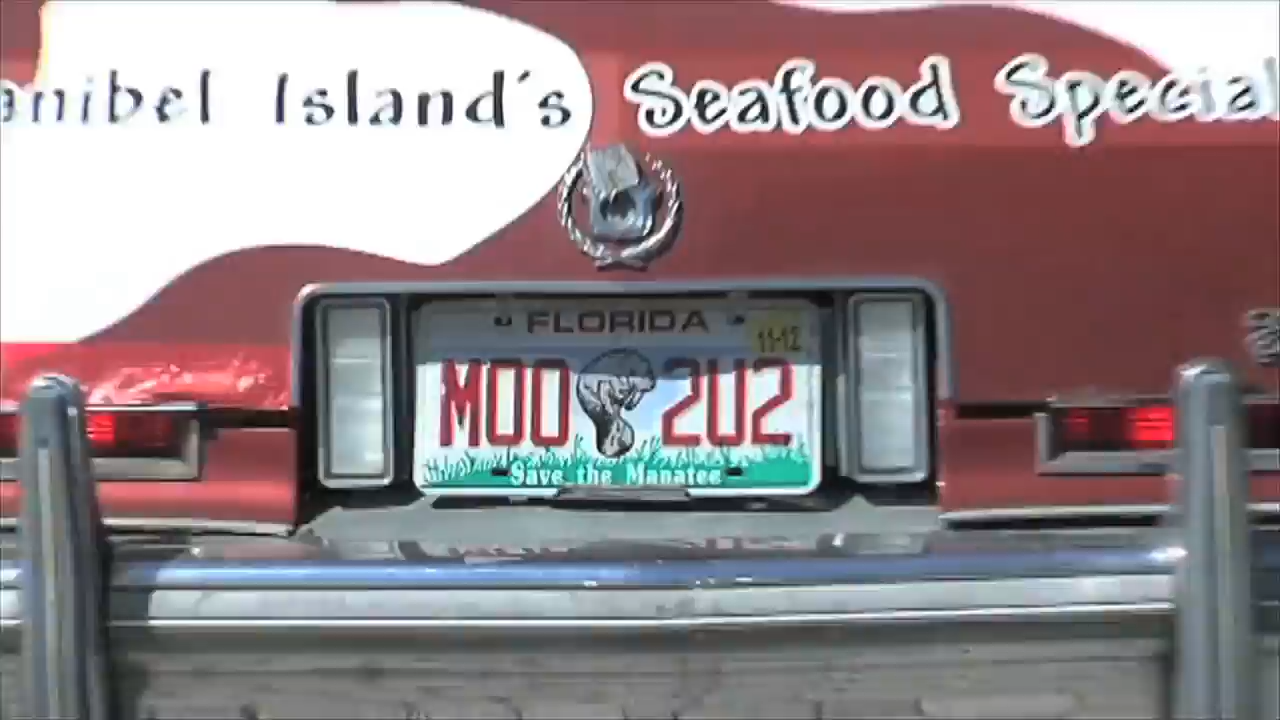 anibel Island's Seafood Special
FLORIDA
11-12
MOO 2U2
Save the Manatee